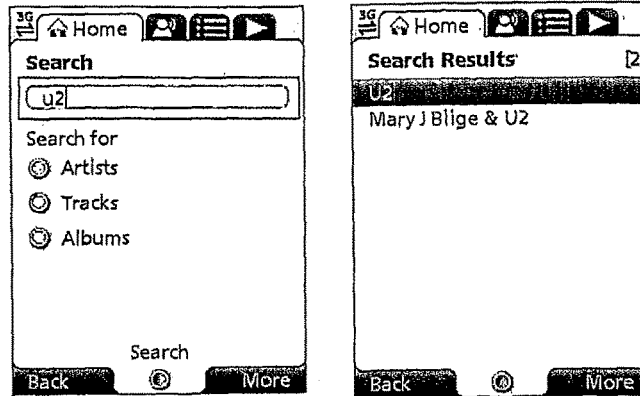 3G Home
Search
u2
Search for
Artists
Tracks
Albums
Search
Back More
3G Home
Search Results [2
U2
Mary J Blige & U2
Back More